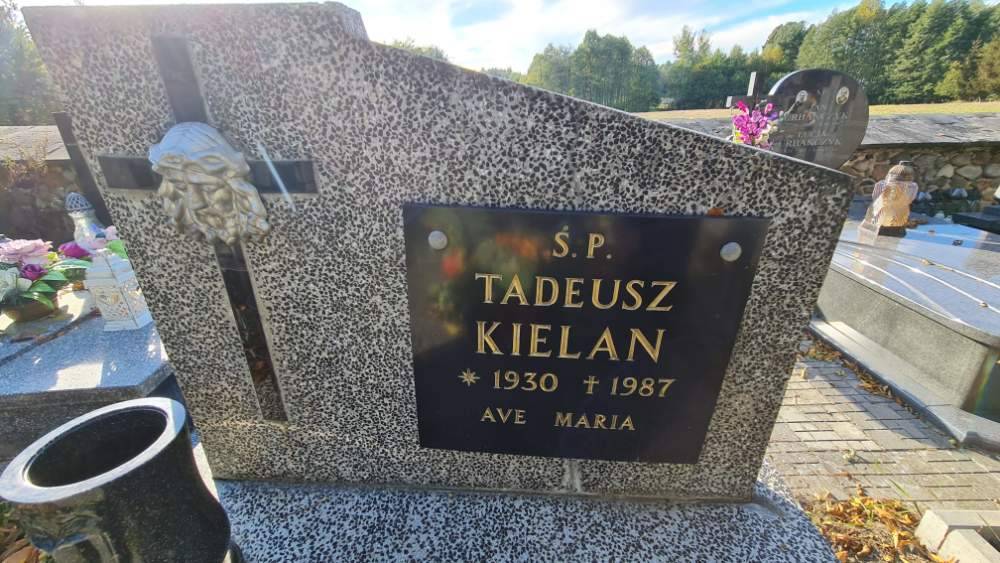 Ś.P.
TADEUSZ
KIELAN
* 1930 † 1987
AVE MARIA